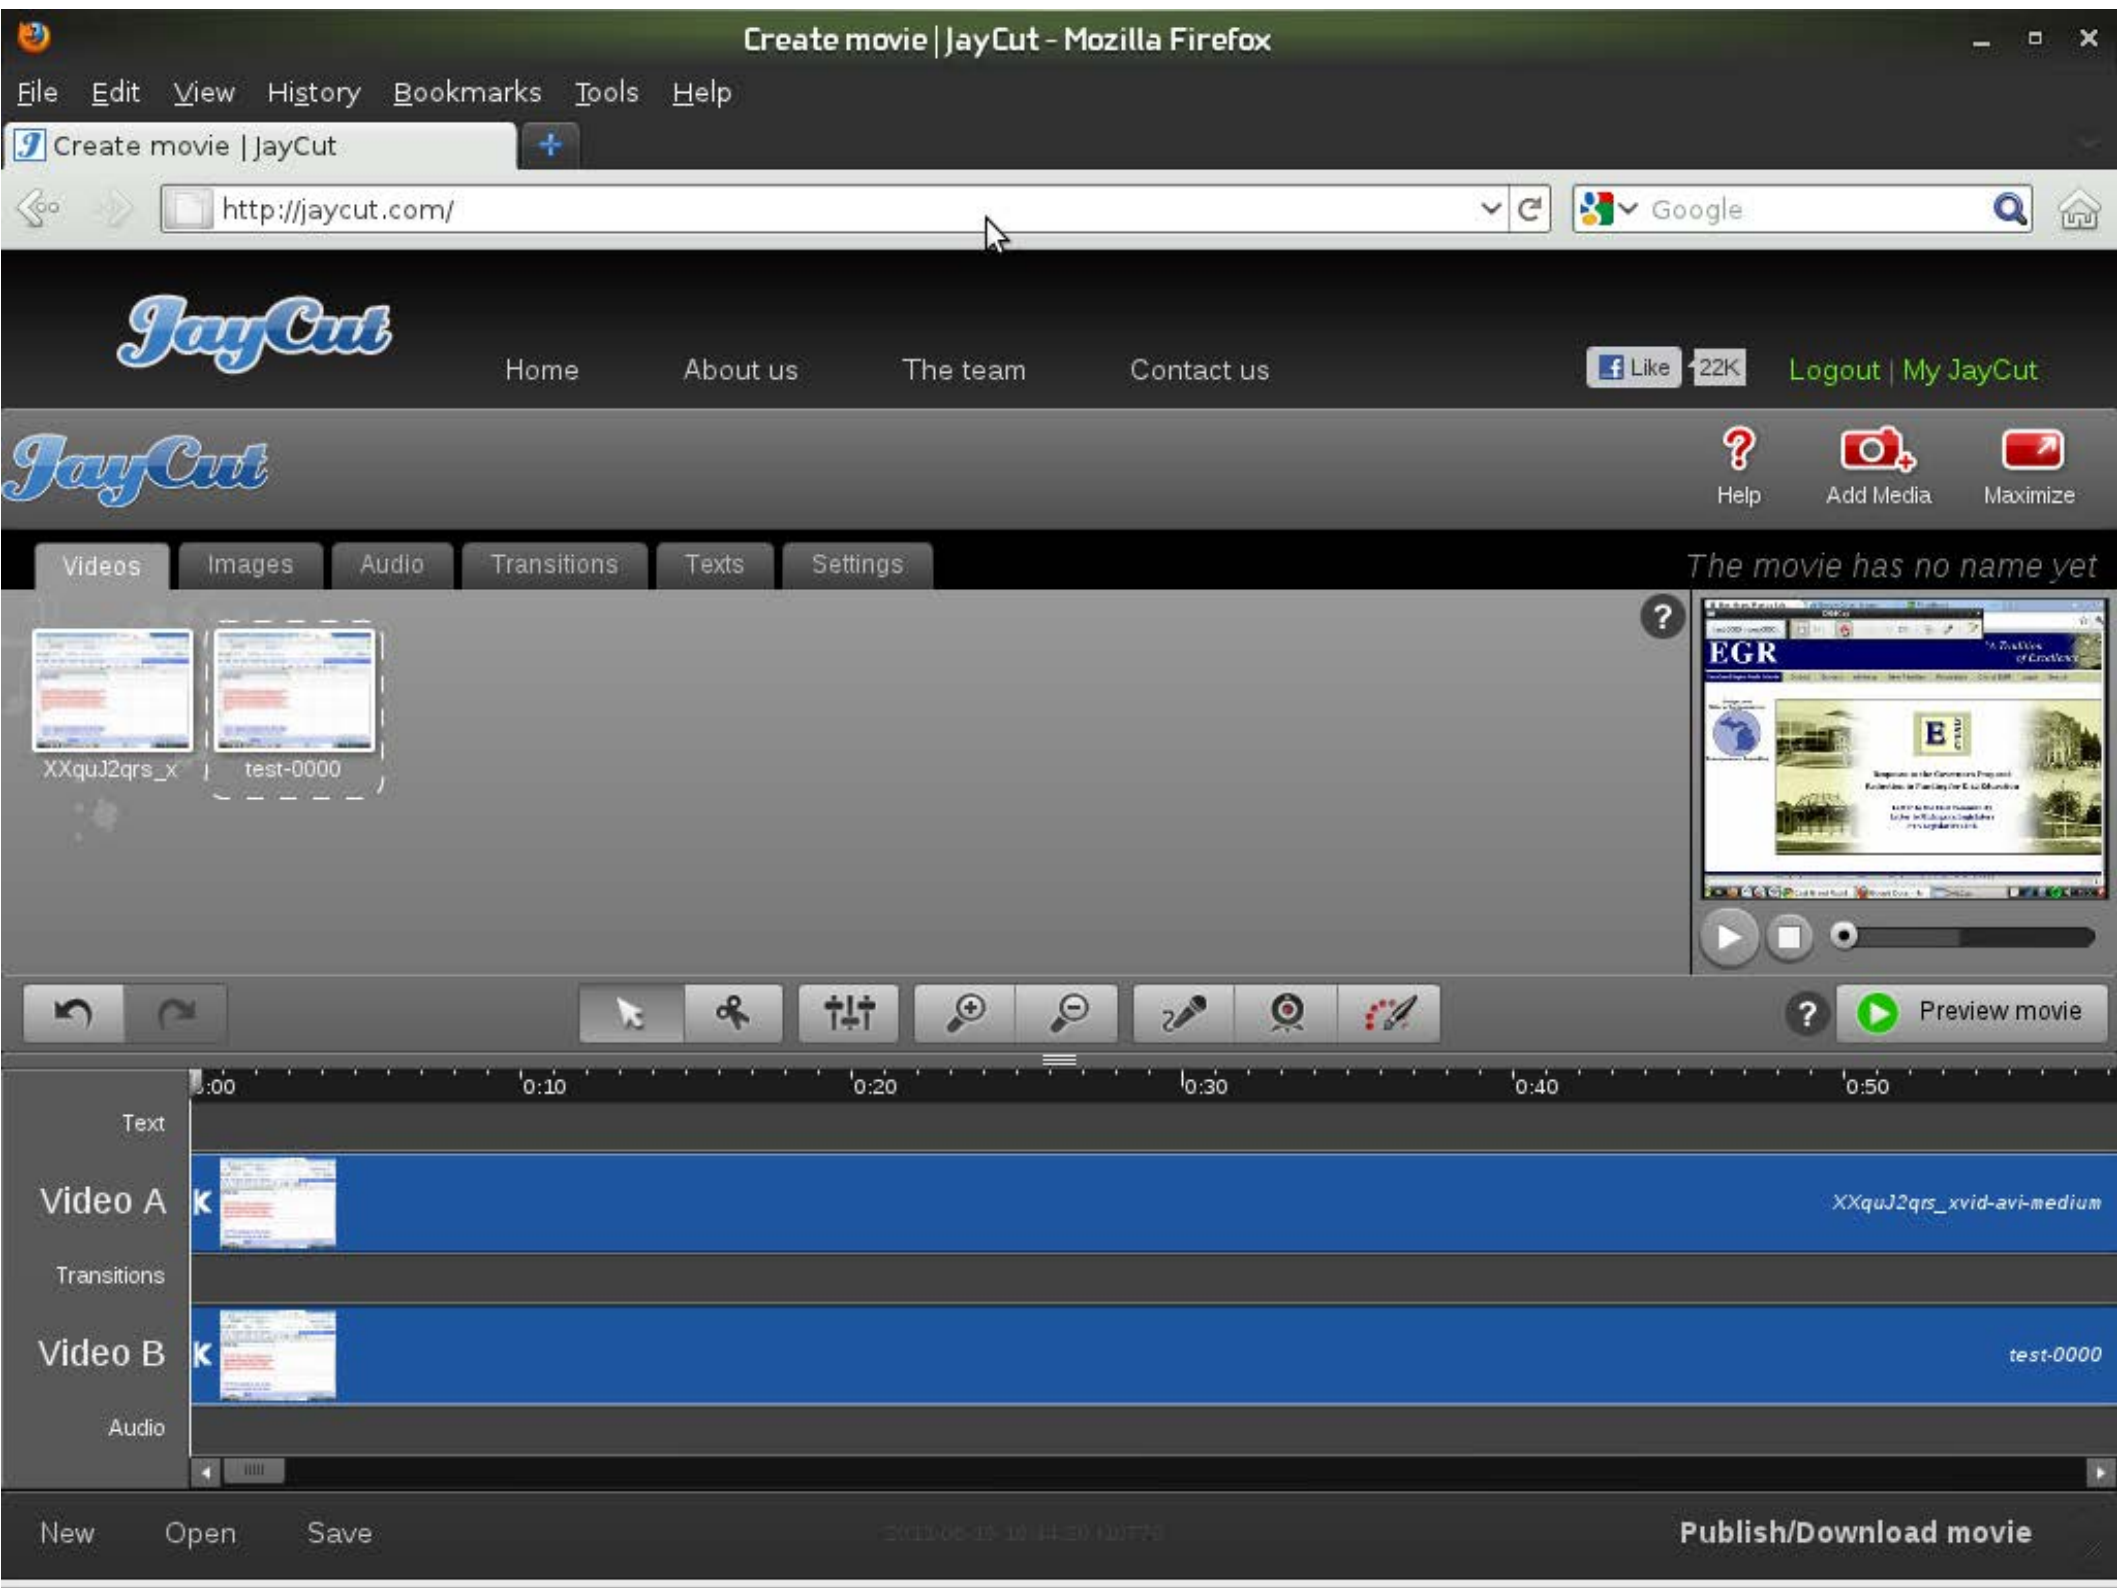 Create movie | JayCut - Mozilla Firefox
File Edit View History Bookmarks Tools Help
Create movie | JayCut
http://jaycut.com/
Google
JayCut
Home About us The team Contact us
Like 22K
Logout | My JayCut
JayCut
Help Add Media Maximize
Videos Images Audio Transitions Texts Settings
The movie has no name yet
XXquJ2qrs_x test-0000
EGR
"A Tradition
of Excellence
E
Preview movie
0:10 0:20 0:30 0:40 0:50
Text
Video A
XXquJ2qrs_xvid-avi-medium
Transitions
Video B
test-0000
Audio
New Open Save
Publish/Download movie